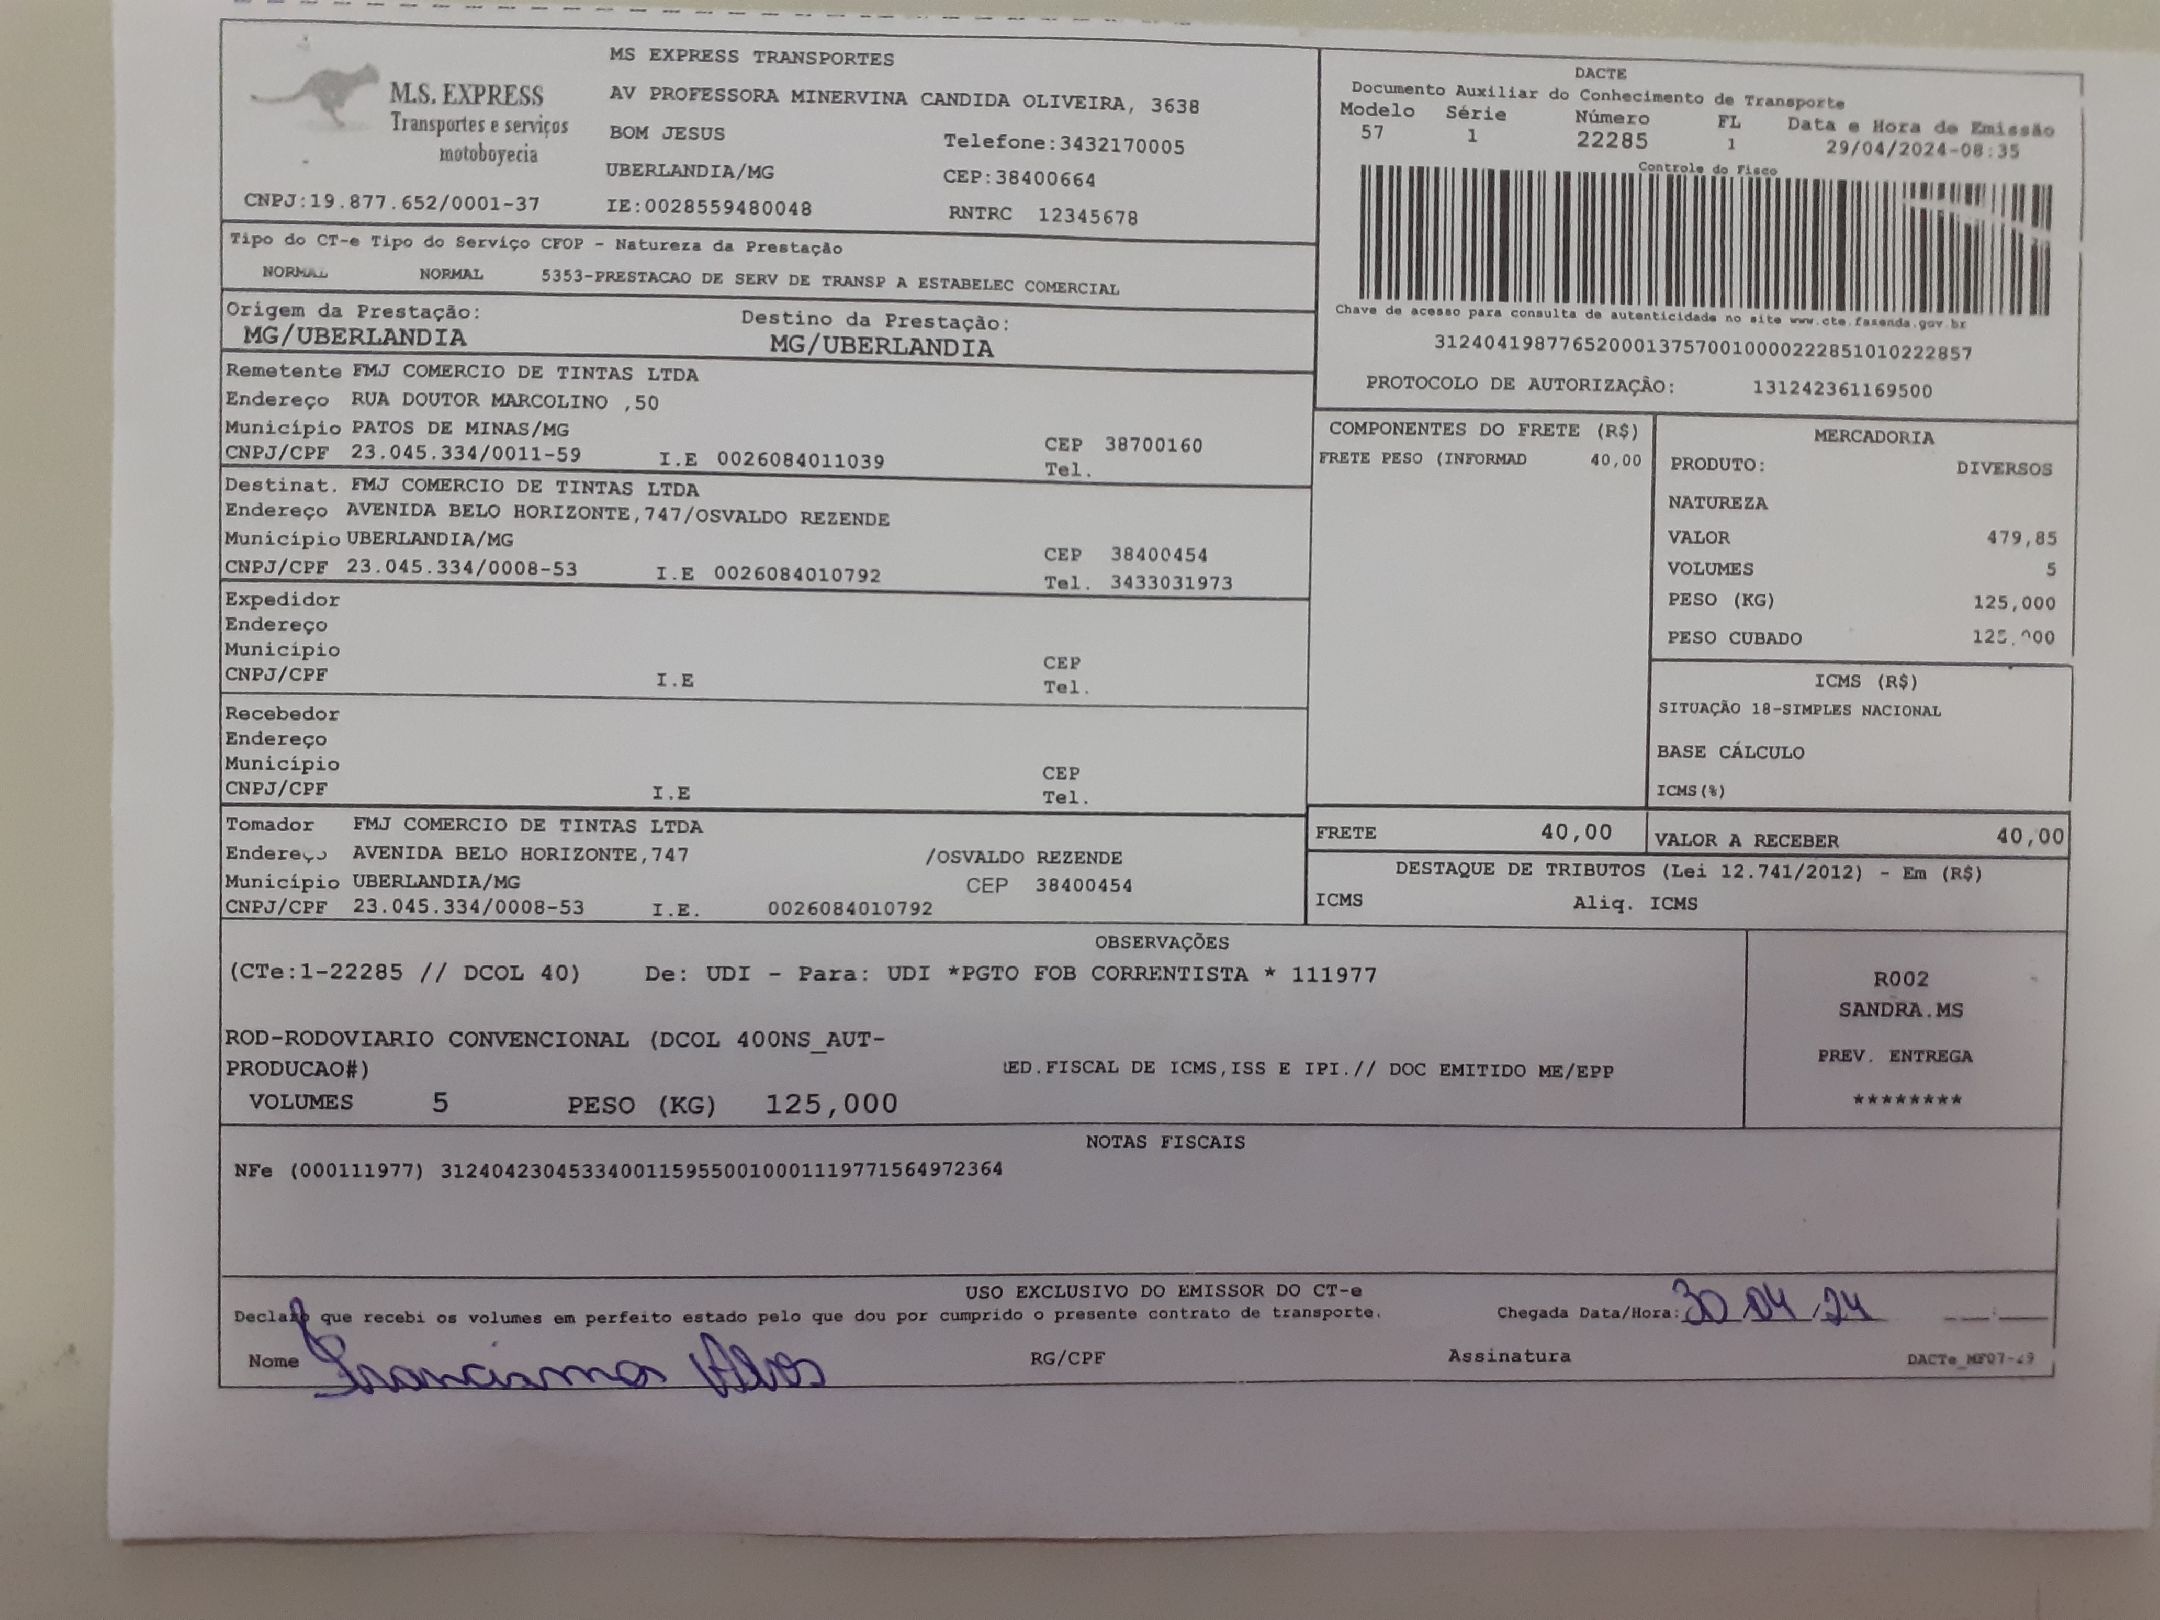 M.S. EXPRESS
Transportes e serviços
motoboyecia
CNPJ:19.877.652/0001-37
MS EXPRESS TRANSPORTES
AV PROFESSORA MINERVINA CANDIDA OLIVEIRA, 3638
BOM JESUS Telefone:3432170005
UBERLANDIA/MG CEP:38400664
IE:0028559480048 RNTRC 12345678
DACTE
Documento Auxiliar do Conhecimento de Transporte
Modelo Série Número FL Data e Hora de Emissão
57 1 22285 1 29/04/2024-08:35
Controle do Fisco
Chave de acesso para consulta de autenticidade no site www.cte.fazenda.gov.br
31240419877652000137570010000222851010222857
PROTOCOLO DE AUTORIZAÇÃO: 131242361169500
Tipo do CT-e Tipo do Serviço CFOP - Natureza da Prestação
NORMAL NORMAL 5353-PRESTACAO DE SERV DE TRANSP A ESTABELEC COMERCIAL
Origem da Prestação: Destino da Prestação:
MG/UBERLANDIA MG/UBERLANDIA
Remetente FMJ COMERCIO DE TINTAS LTDA
Endereço RUA DOUTOR MARCOLINO ,50
Município PATOS DE MINAS/MG CEP 38700160
CNPJ/CPF 23.045.334/0011-59 I.E 0026084011039 Tel.
Destinat. FMJ COMERCIO DE TINTAS LTDA
Endereço AVENIDA BELO HORIZONTE,747/OSVALDO REZENDE
Município UBERLANDIA/MG CEP 38400454
CNPJ/CPF 23.045.334/0008-53 I.E 0026084010792 Tel. 3433031973
Expedidor
Endereço
Município CEP
CNPJ/CPF I.E Tel.
Recebedor
Endereço
Município CEP
CNPJ/CPF I.E Tel.
Tomador FMJ COMERCIO DE TINTAS LTDA
Endereço AVENIDA BELO HORIZONTE,747 /OSVALDO REZENDE
Município UBERLANDIA/MG CEP 38400454
CNPJ/CPF 23.045.334/0008-53 I.E. 0026084010792
COMPONENTES DO FRETE (R$)
FRETE PESO (INFORMAD 40,00
MERCADORIA
PRODUTO: DIVERSOS
NATUREZA
VALOR 479,85
VOLUMES 5
PESO (KG) 125,000
PESO CUBADO
ICMS (R$)
SITUAÇÃO 18-SIMPLES NACIONAL
BASE CÁLCULO
ICMS(%)
FRETE 40,00 VALOR A RECEBER 40,00
DESTAQUE DE TRIBUTOS (Lei 12.741/2012) - Em (R$)
ICMS Aliq. ICMS
OBSERVAÇÕES
(CTe:1-22285 // DCOL 40) De: UDI - Para: UDI *PGTO FOB CORRENTISTA * 111977
ROD-RODOVIARIO CONVENCIONAL (DCOL 400NS_AUT-
PRODUCAO#) ED.FISCAL DE ICMS,ISS E IPI.// DOC EMITIDO ME/EPP
VOLUMES 5 PESO (KG) 125,000
R002
SANDRA.MS
PREV. ENTREGA
********
NOTAS FISCAIS
NFe (000111977) 31240423045334001159550010001119771564972364
USO EXCLUSIVO DO EMISSOR DO CT-e
Declaro que recebi os volumes em perfeito estado pelo que dou por cumprido o presente contrato de transporte. Chegada Data/Hora: 30/04/24
Nome Alves RG/CPF Assinatura